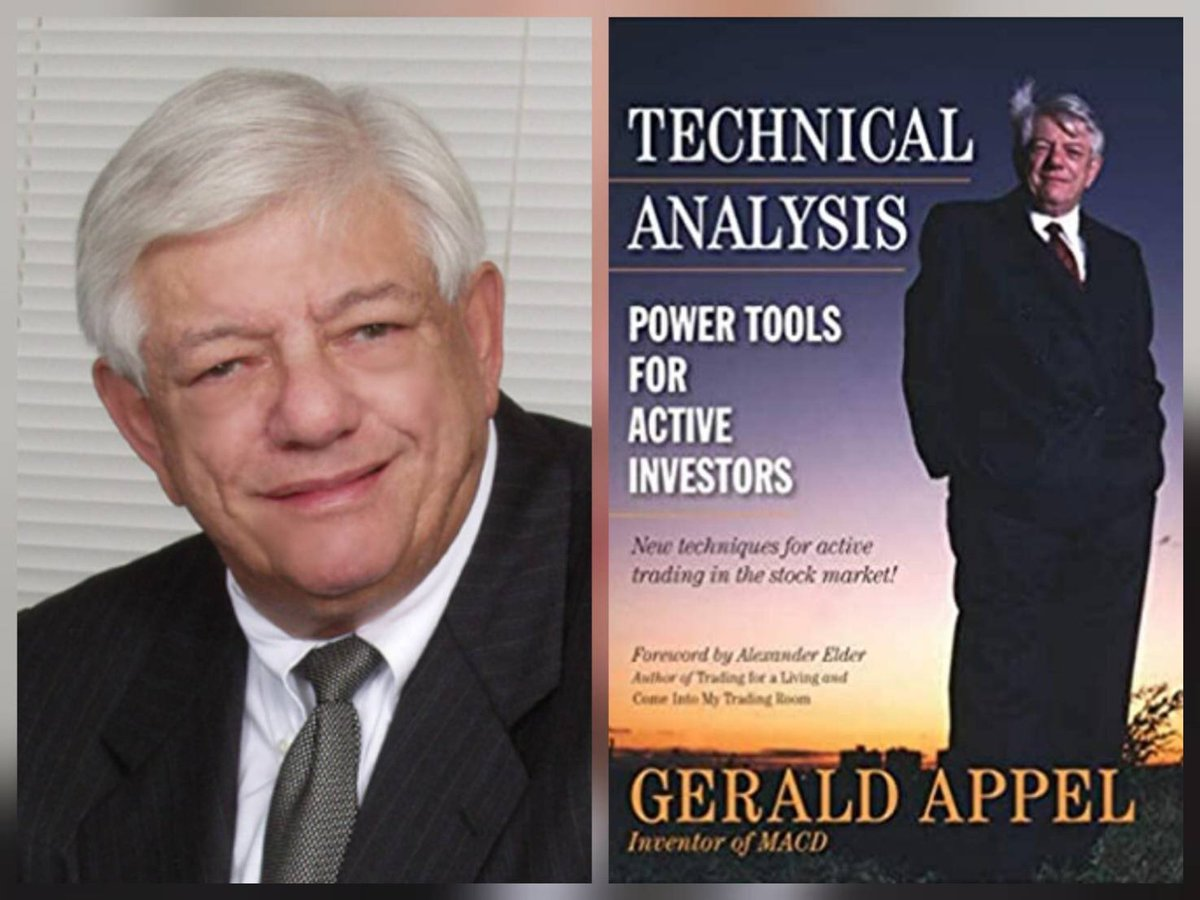 TECHNICAL
ANALYSIS
POWER TOOLS
FOR
ACTIVE
INVESTORS
New techniques for active
trading in the stock market!
Foreword by Alexander Elder
Author of Trading for a Living and
Come Into My Trading Room
GERALD APPEL
Inventor of MACD